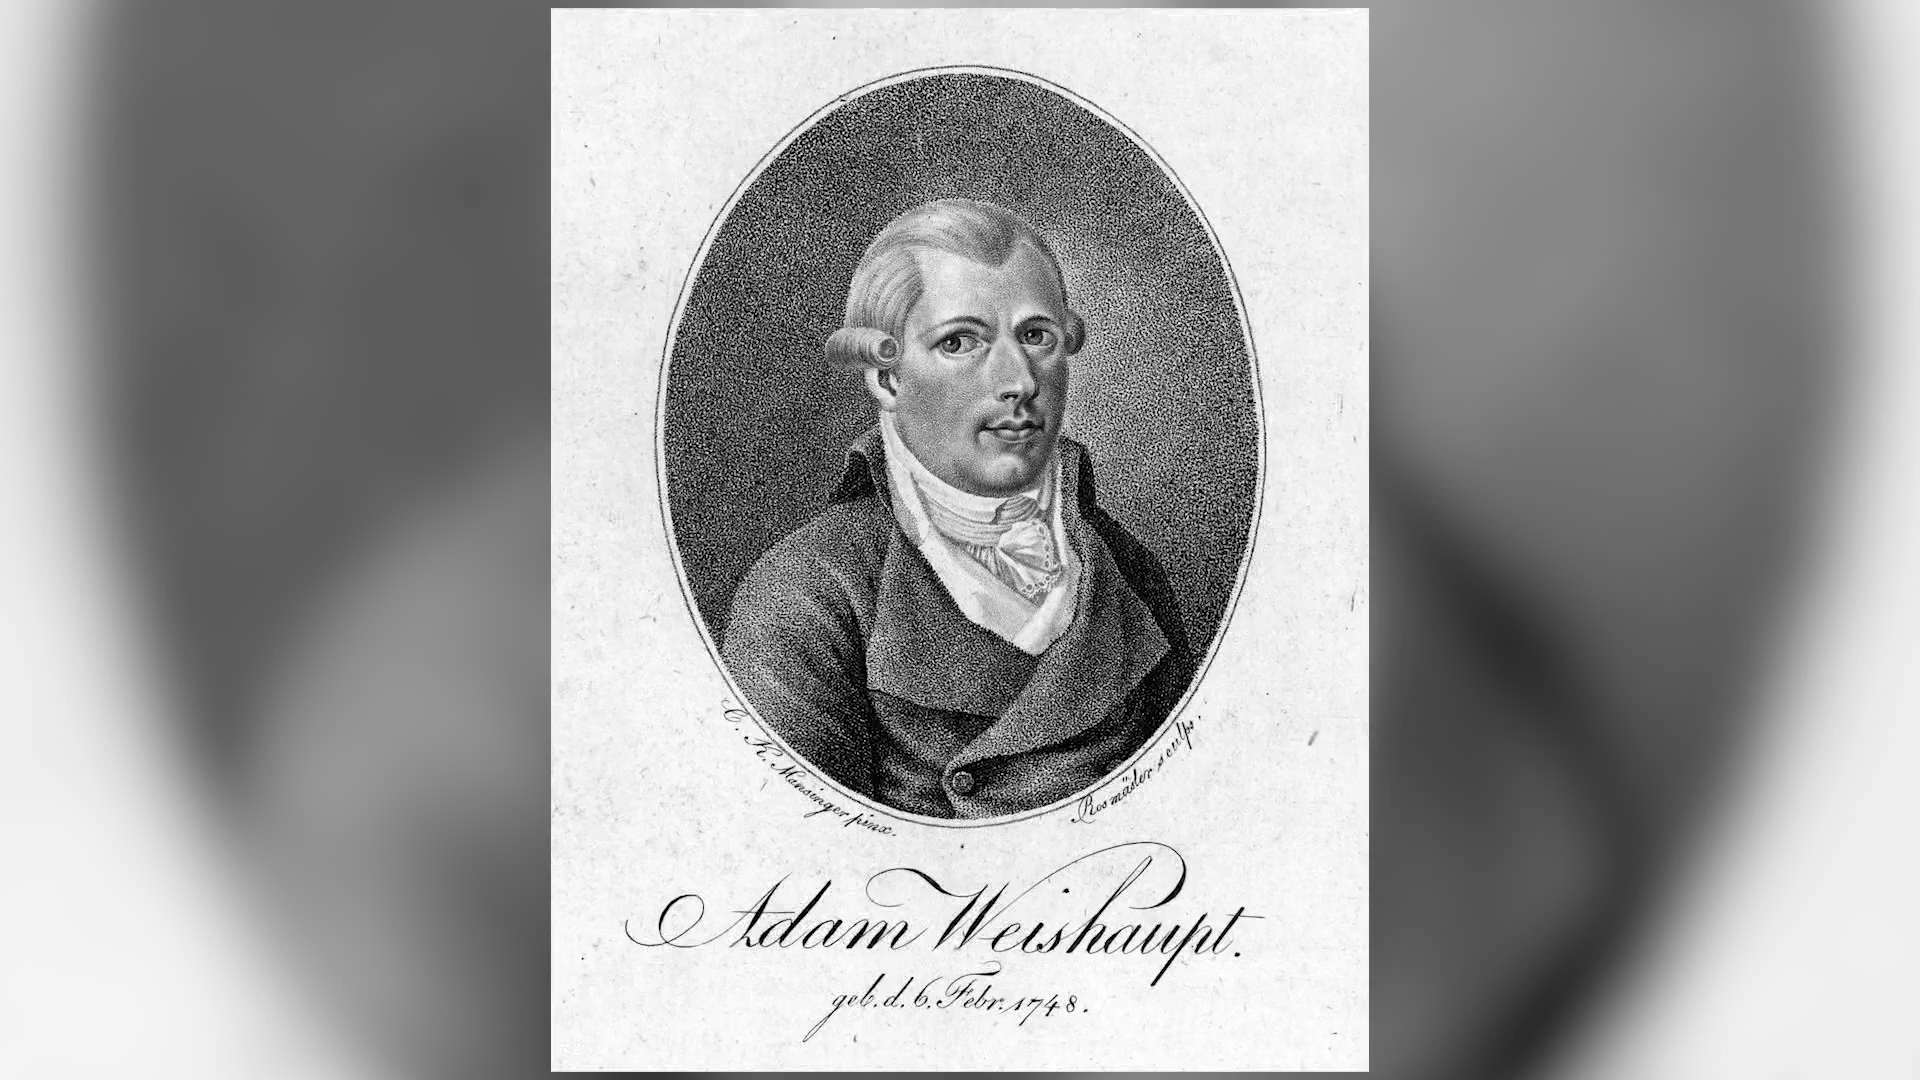 C. K. Mansinger pinx.
Rosmäsler sculps.
Adam Weishaupt.
geb. d. 6. Febr. 1748.